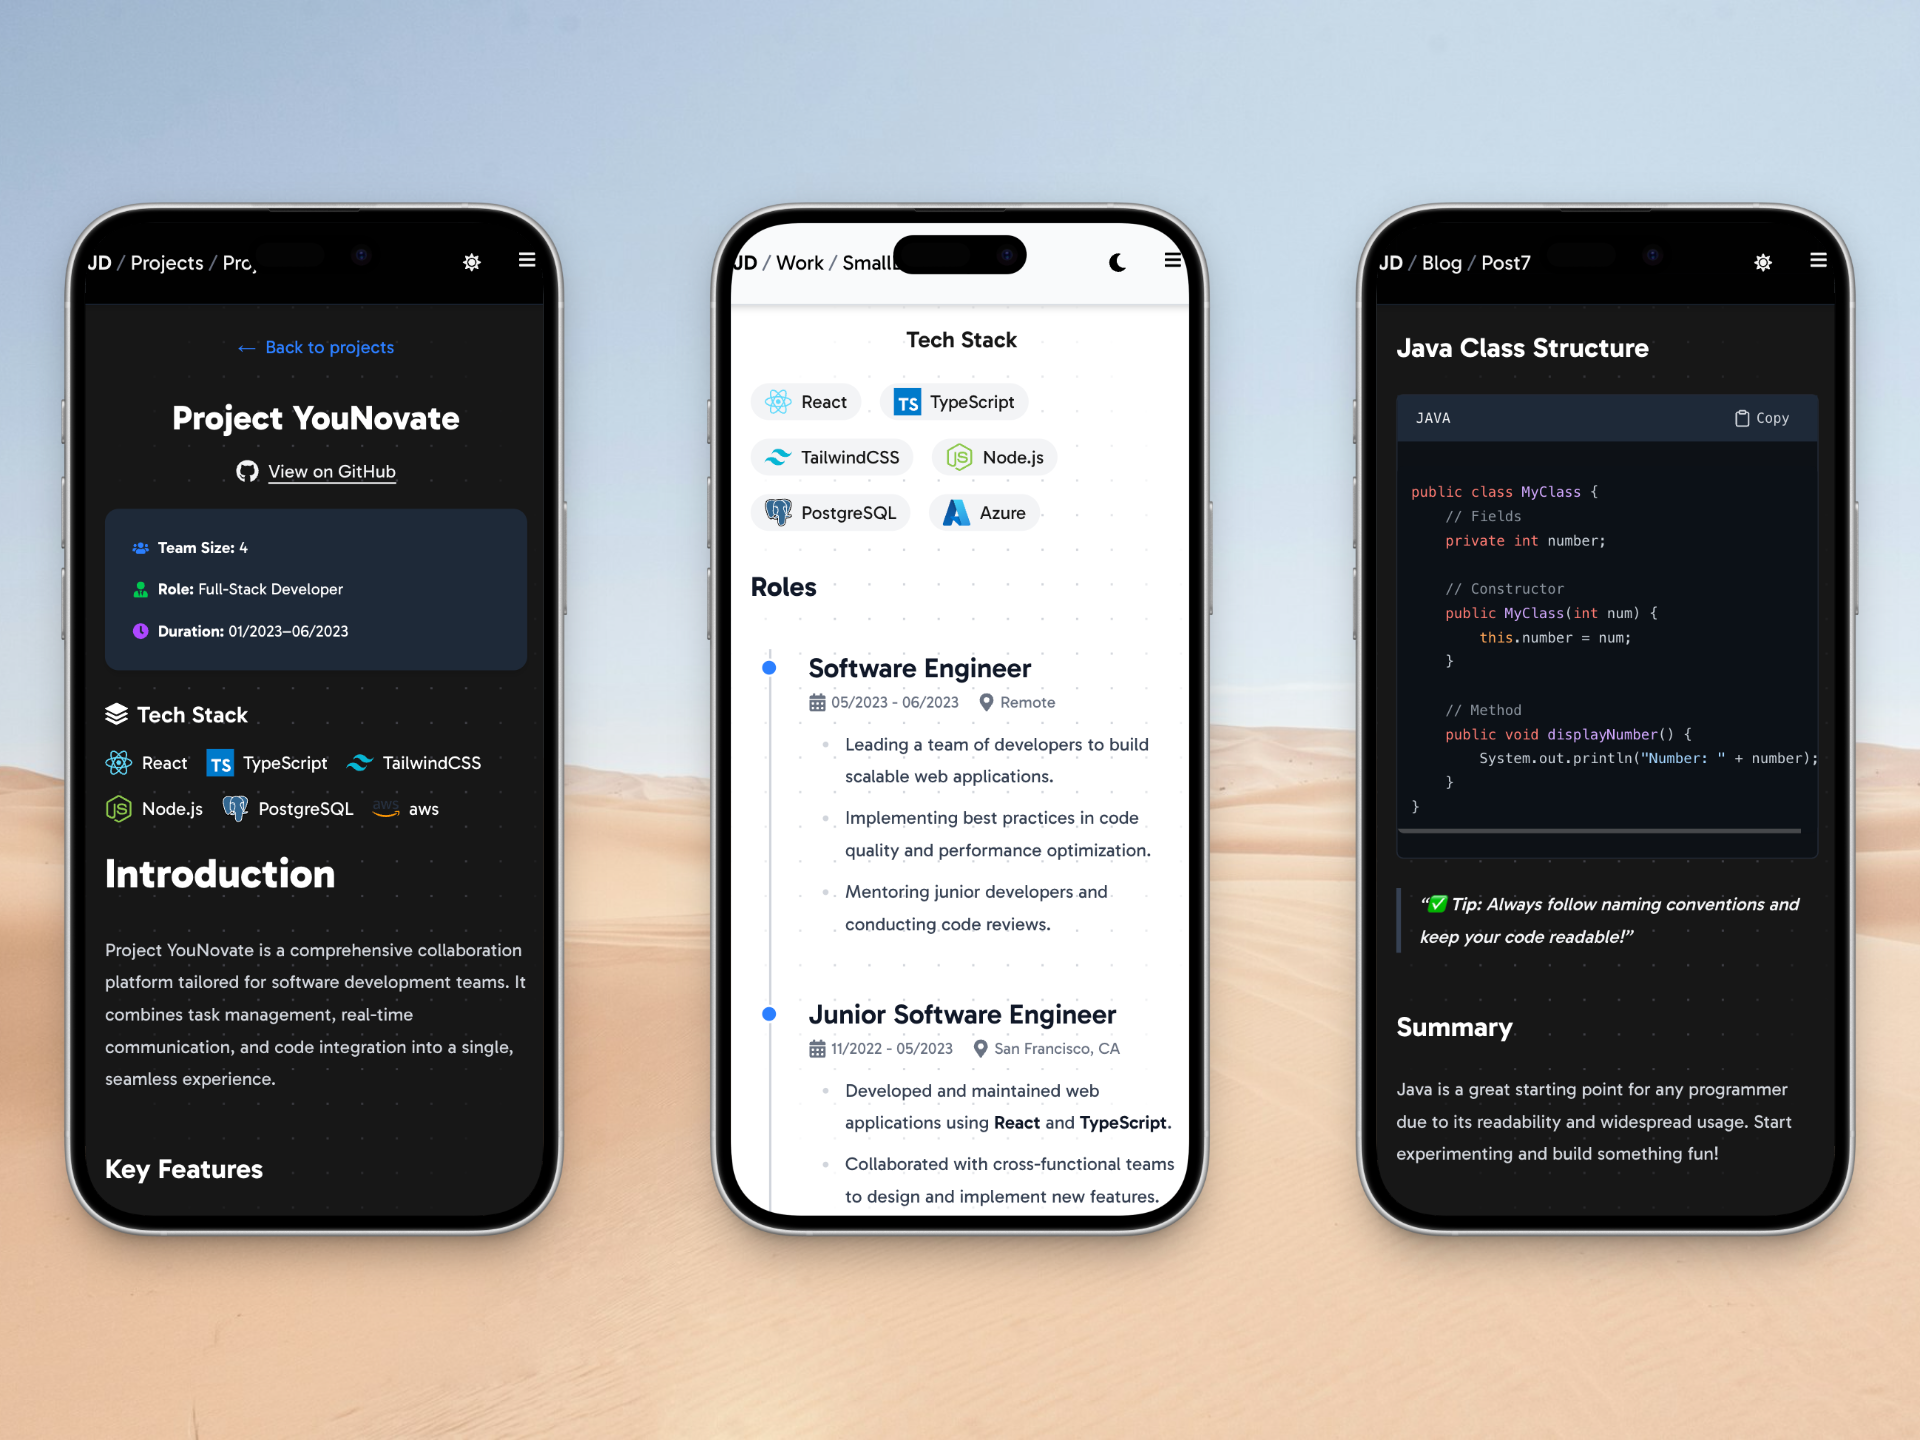 JD / Projects / Proj
← Back to projects
Project YouNovate
View on GitHub
Team Size: 4
Role: Full-Stack Developer
Duration: 01/2023–06/2023
Tech Stack
React TS TypeScript TailwindCSS
JS Node.js PostgreSQL aws aws
Introduction
Project YouNovate is a comprehensive collaboration
platform tailored for software development teams. It
combines task management, real-time
communication, and code integration into a single,
seamless experience.
Key Features
JD / Work / Small
Tech Stack
React TS TypeScript
TailwindCSS JS Node.js
PostgreSQL Azure
Roles
Software Engineer
05/2023 - 06/2023 Remote
Leading a team of developers to build
scalable web applications.
Implementing best practices in code
quality and performance optimization.
Mentoring junior developers and
conducting code reviews.
Junior Software Engineer
11/2022 - 05/2023 San Francisco, CA
Developed and maintained web
applications using React and TypeScript.
Collaborated with cross-functional teams
to design and implement new features.
JD / Blog / Post7
Java Class Structure
JAVA Copy
public class MyClass {
// Fields
private int number;
// Constructor
public MyClass(int num) {
this.number = num;
}
// Method
public void displayNumber() {
System.out.println("Number: " + number);
}
}
“✅ Tip: Always follow naming conventions and
keep your code readable!”
Summary
Java is a great starting point for any programmer
due to its readability and widespread usage. Start
experimenting and build something fun!